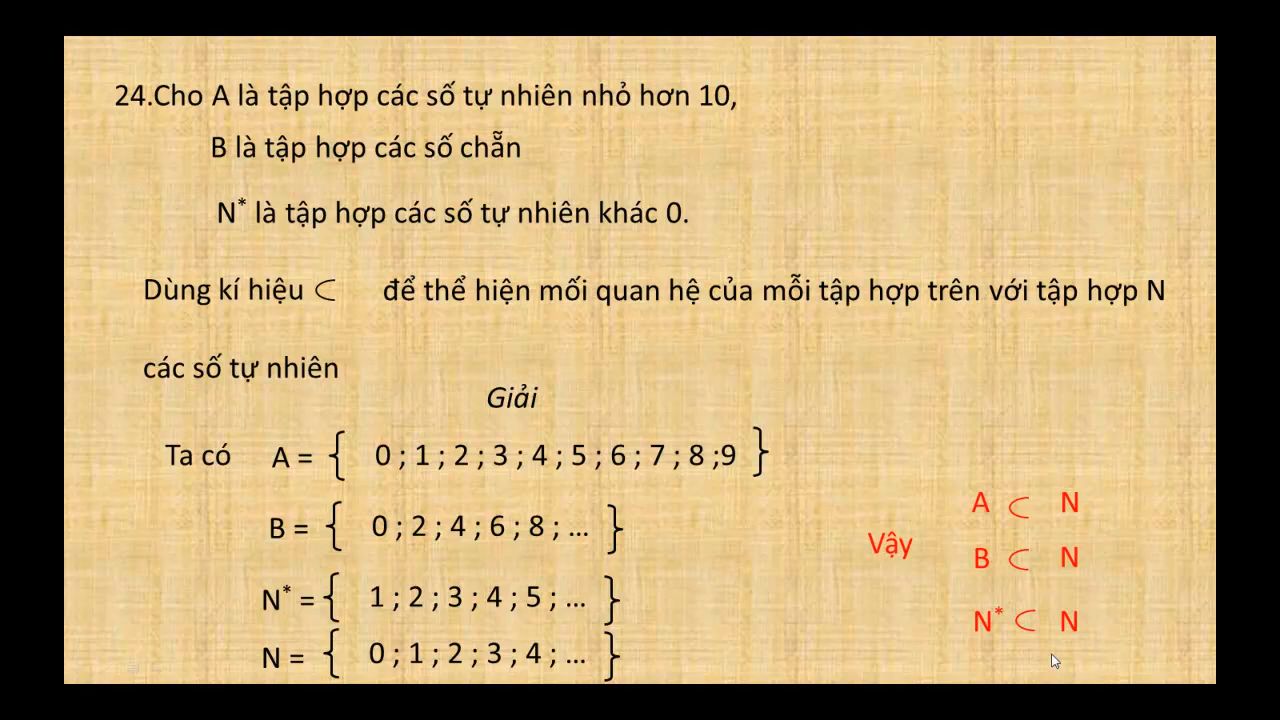 24.Cho A là tập hợp các số tự nhiên nhỏ hơn 10,
B là tập hợp các số chẵn
N* là tập hợp các số tự nhiên khác 0.
Dùng kí hiệu ⊂ để thể hiện mối quan hệ của mỗi tập hợp trên với tập hợp N
các số tự nhiên
Giải
Ta có A = { 0 ; 1 ; 2 ; 3 ; 4 ; 5 ; 6 ; 7 ; 8 ;9 }
B = { 0 ; 2 ; 4 ; 6 ; 8 ; ... }
N* = { 1 ; 2 ; 3 ; 4 ; 5 ; ... }
N = { 0 ; 1 ; 2 ; 3 ; 4 ; ... }
A ⊂ N
Vậy
B ⊂ N
N* ⊂ N